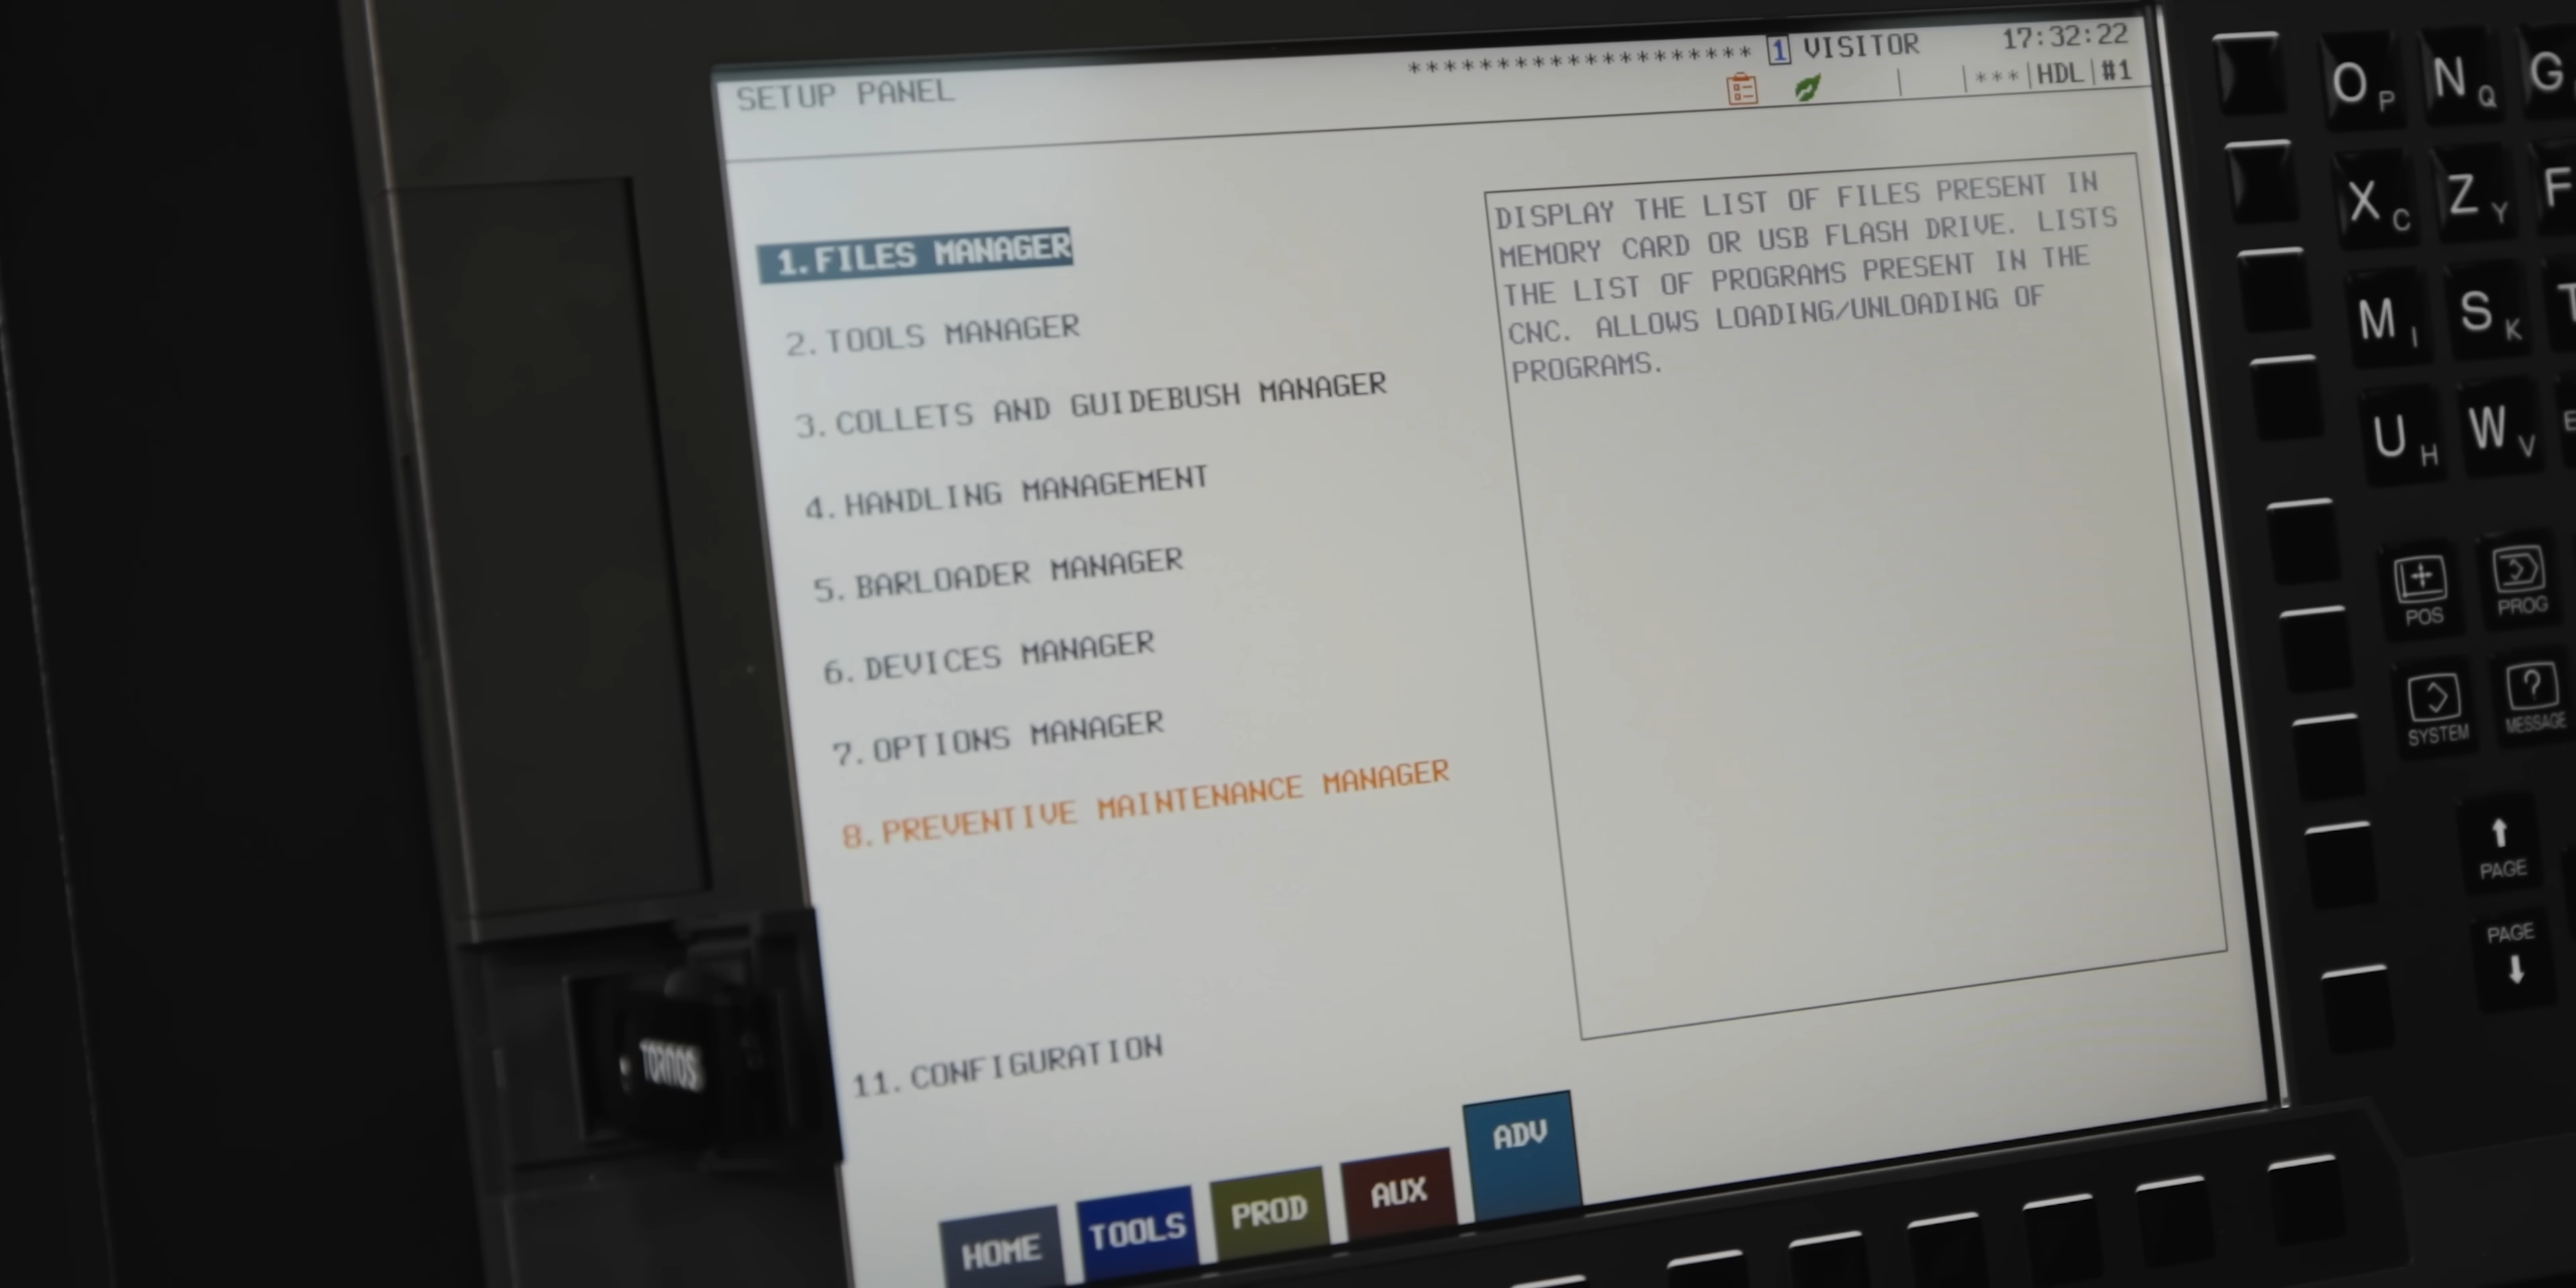 SETUP PANEL
******************* 1 VISITOR 17:32:22
|***|HDL|#1
1.FILES MANAGER
2.TOOLS MANAGER
3.COLLETS AND GUIDEBUSH MANAGER
4.HANDLING MANAGEMENT
5.BARLOADER MANAGER
6.DEVICES MANAGER
7.OPTIONS MANAGER
8.PREVENTIVE MAINTENANCE MANAGER
11.CONFIGURATION
DISPLAY THE LIST OF FILES PRESENT IN
MEMORY CARD OR USB FLASH DRIVE. LISTS
THE LIST OF PROGRAMS PRESENT IN THE
CNC. ALLOWS LOADING/UNLOADING OF
PROGRAMS.
HOME TOOLS PROD AUX ADV
TORNOS
O P N Q G
X C Z Y F
M I S K T
U H W V E
POS PROG
SYSTEM MESSAGE
PAGE
PAGE